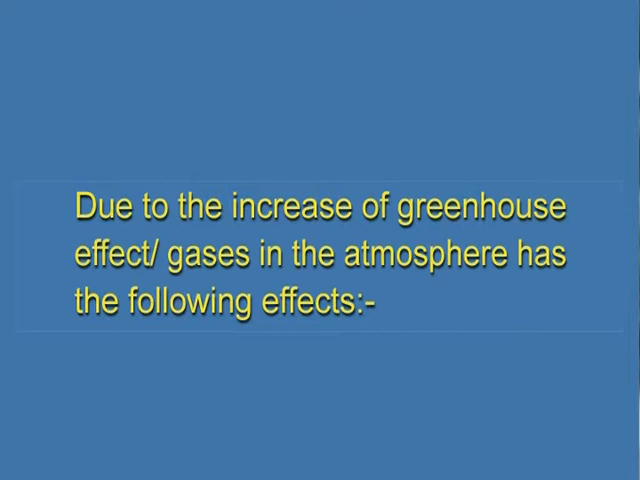 Due to the increase of greenhouse
effect/ gases in the atmosphere has
the following effects:-